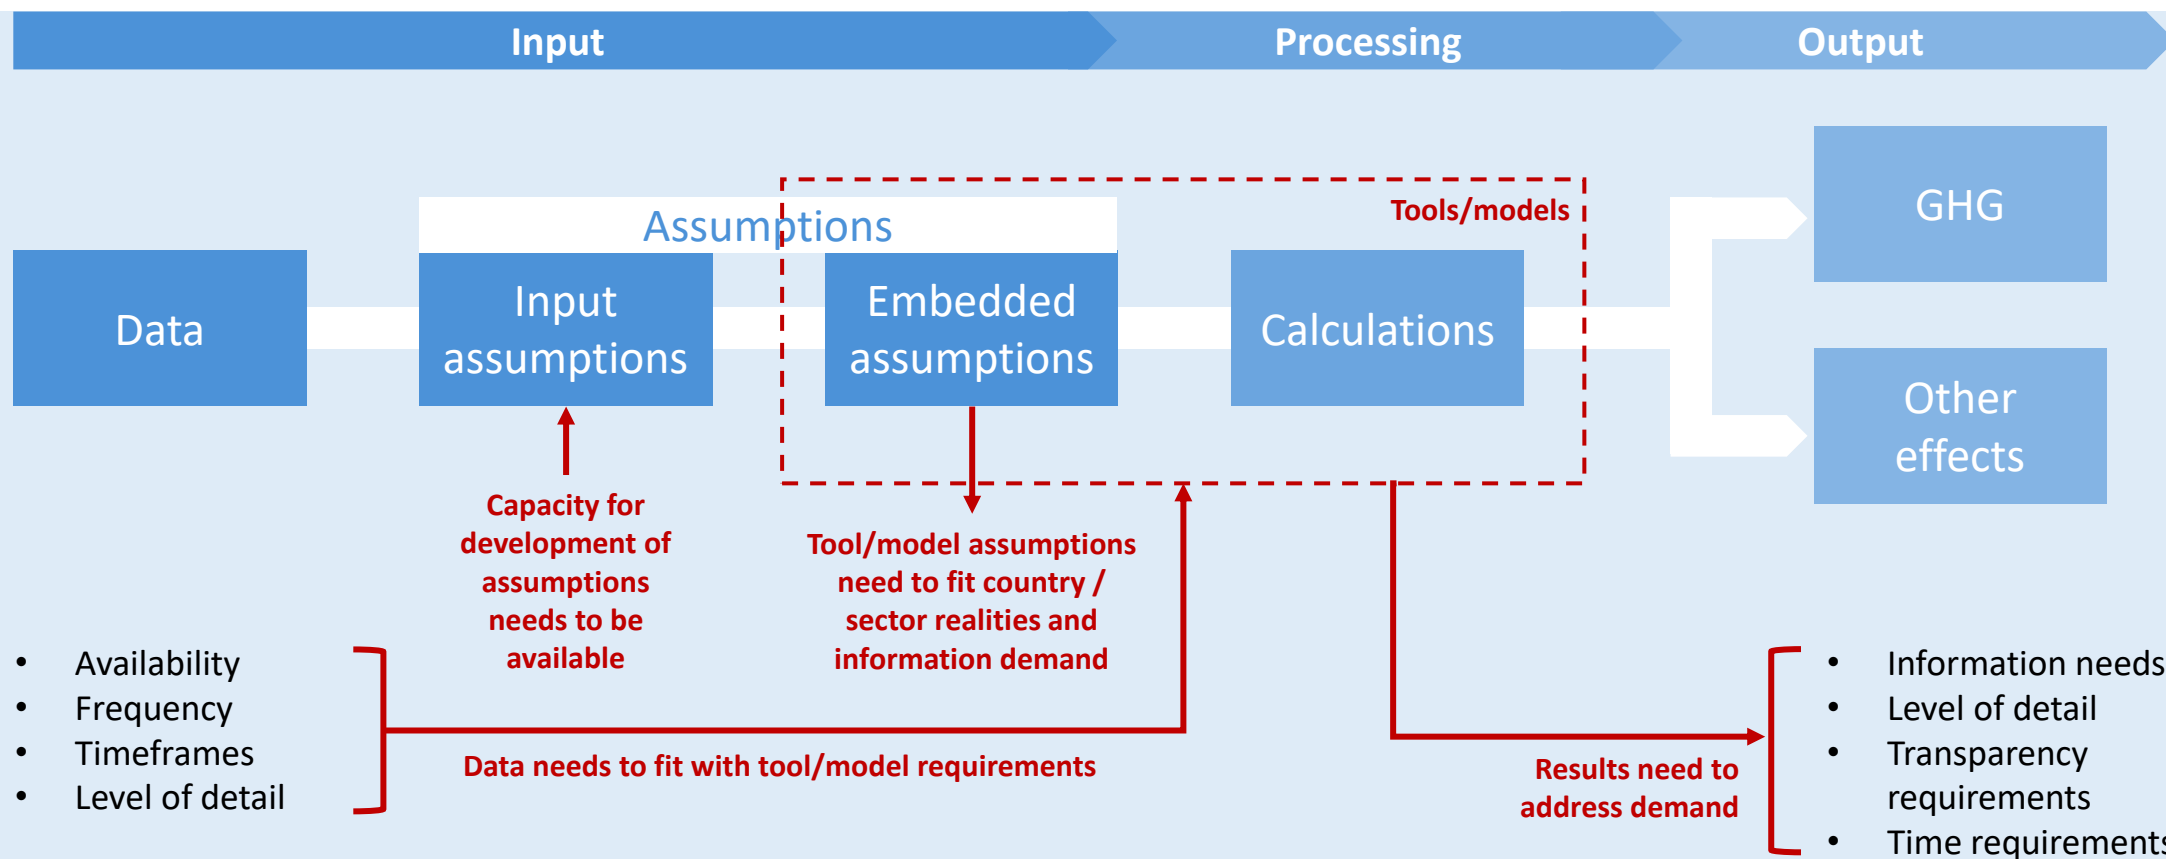 Input
Processing
Output
Tools/models
Assumptions
Data
Input
assumptions
Embedded
assumptions
Calculations
GHG
Other
effects
Capacity for
development of
assumptions
needs to be
available
Tool/model assumptions
need to fit country /
sector realities and
information demand
• Availability
• Frequency
• Timeframes
• Level of detail
Data needs to fit with tool/model requirements
Results need to
address demand
• Information needs
• Level of detail
• Transparency
requirements
• Time requirements